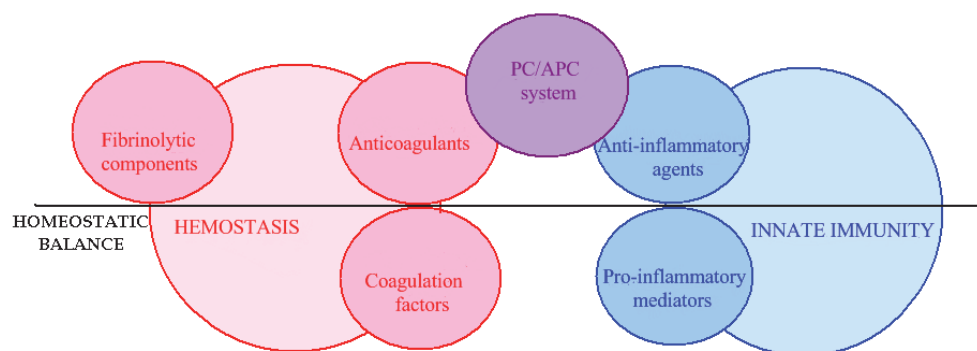 PC/APC
system
Fibrinolytic
components
Anticoagulants
Anti-inflammatory
agents
HOMEOSTATIC
BALANCE
HEMOSTASIS
INNATE IMMUNITY
Coagulation
factors
Pro-inflammatory
mediators